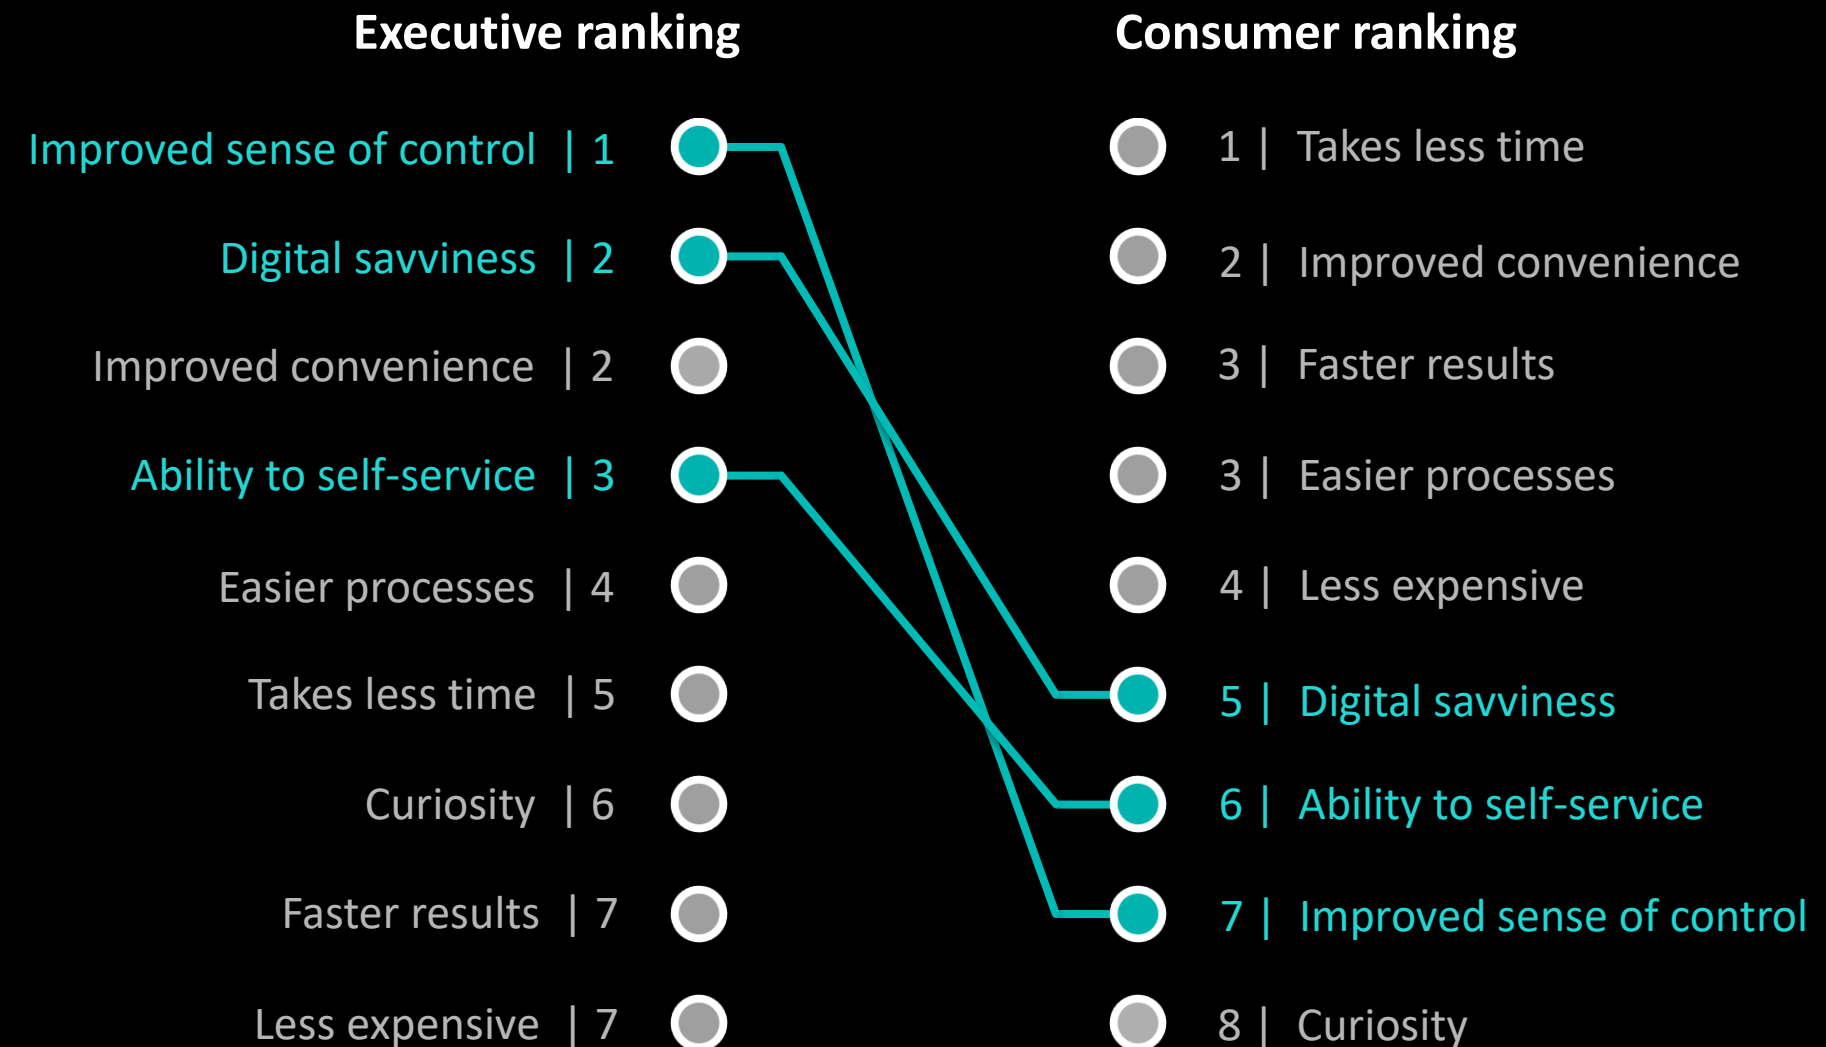 Executive ranking
Improved sense of control | 1
Digital savviness | 2
Improved convenience | 2
Ability to self-service | 3
Easier processes | 4
Takes less time | 5
Curiosity | 6
Faster results | 7
Less expensive | 7
Consumer ranking
1 | Takes less time
2 | Improved convenience
3 | Faster results
3 | Easier processes
4 | Less expensive
5 | Digital savviness
6 | Ability to self-service
7 | Improved sense of control
8 | Curiosity